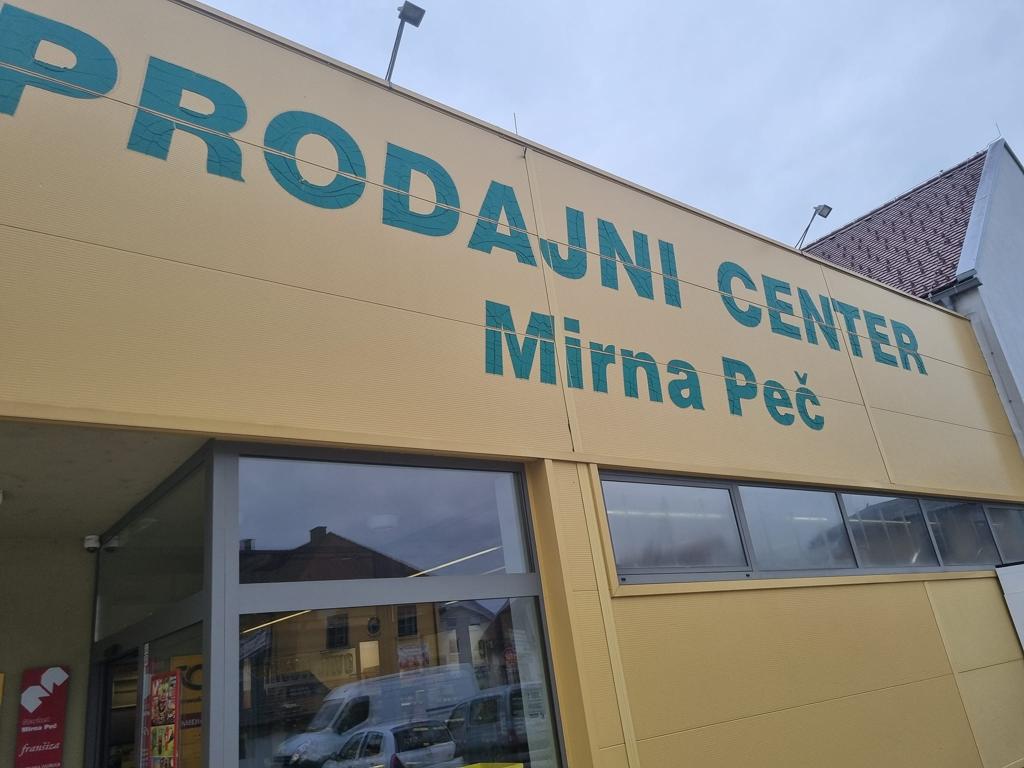 PRODAJNI CENTER
Mirna Peč
Mirna Peč
franšiza